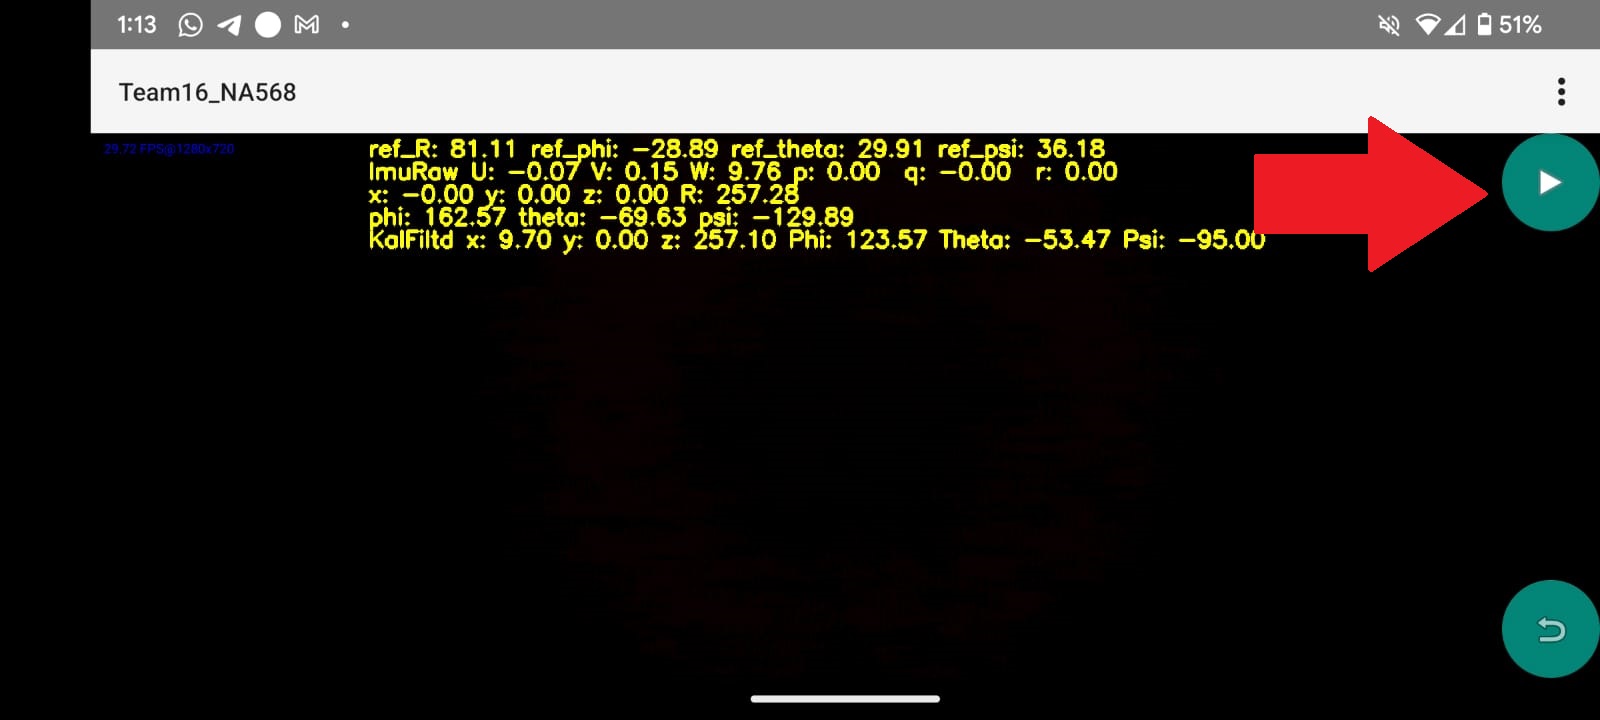 1:13 51%
Team16_NA568
29.72 FPS@1280x720
ref_R: 81.11 ref_phi: −28.89 ref_theta: 29.91 ref_psi: 36.18
ImuRaw U: −0.07 V: 0.15 W: 9.76 p: 0.00 q: −0.00 r: 0.00
x: −0.00 y: 0.00 z: 0.00 R: 257.28
phi: 162.57 theta: −69.63 psi: −129.89
KalFiltd x: 9.70 y: 0.00 z: 257.10 Phi: 123.57 Theta: −53.47 Psi: −95.00